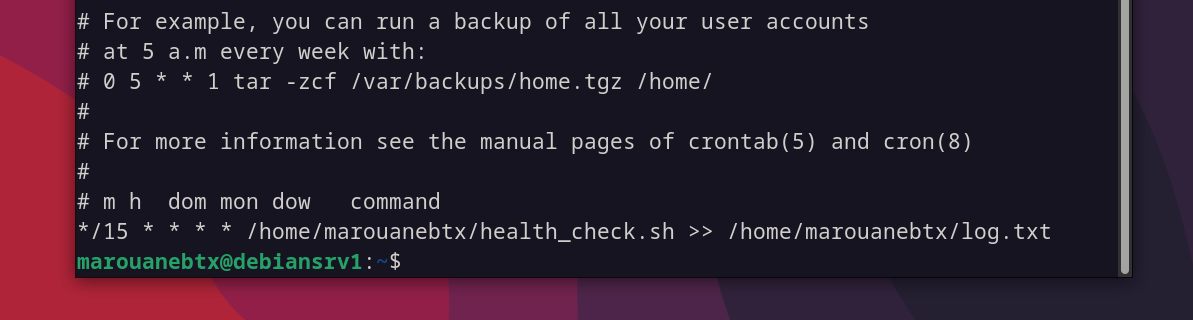 # For example, you can run a backup of all your user accounts
# at 5 a.m every week with:
# 0 5 * * 1 tar -zcf /var/backups/home.tgz /home/
#
# For more information see the manual pages of crontab(5) and cron(8)
#
# m h  dom mon dow   command
*/15 * * * * /home/marouanebtx/health_check.sh >> /home/marouanebtx/log.txt
marouanebtx@debiansrv1:~$